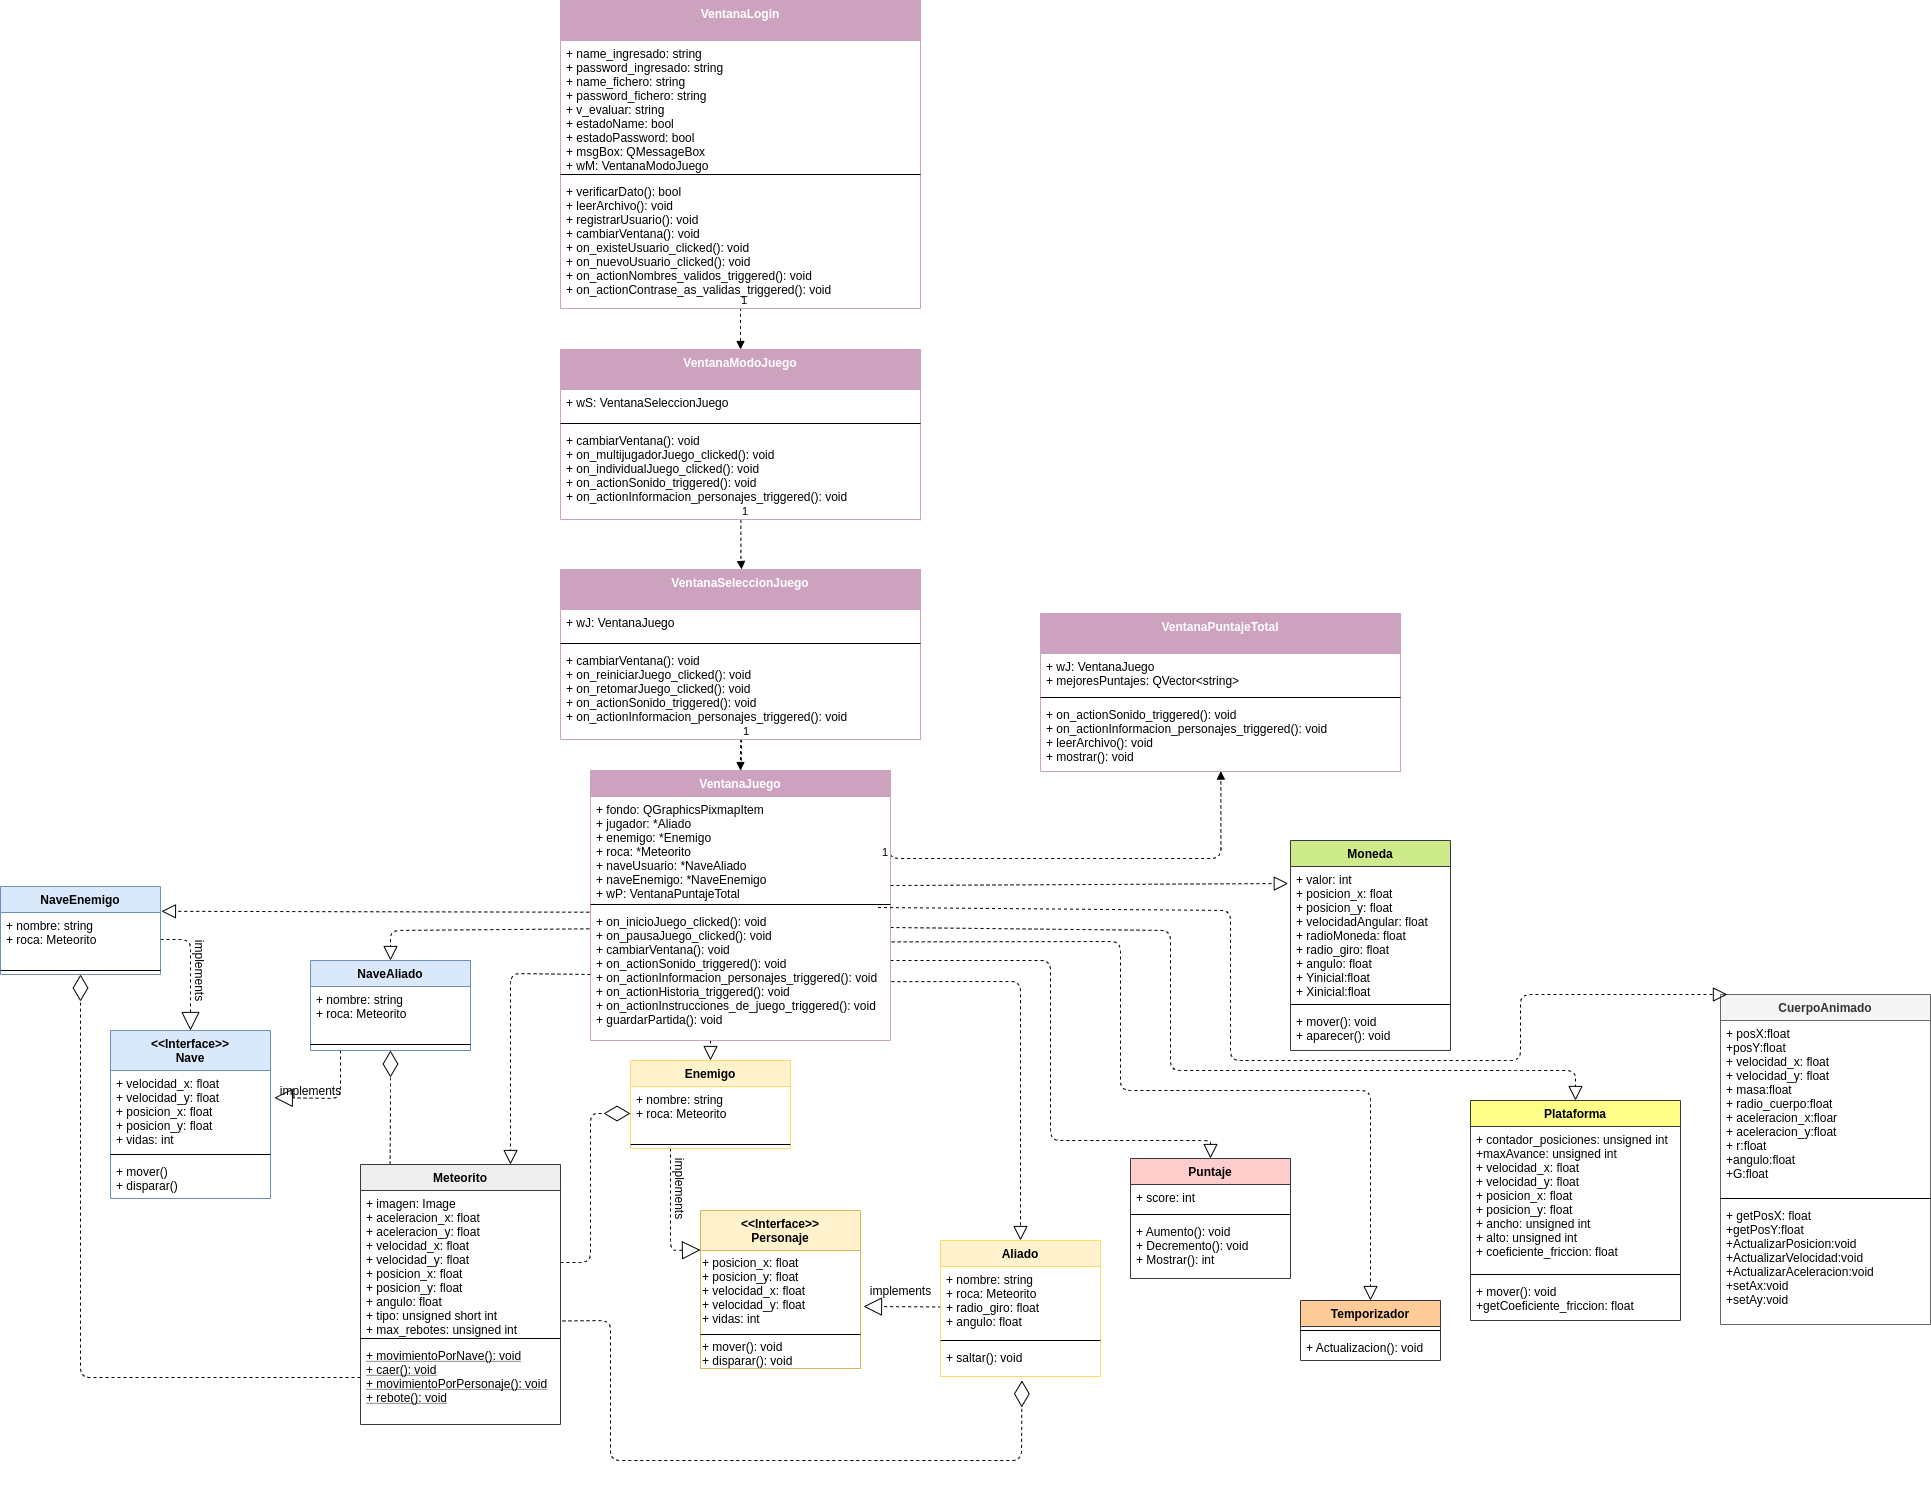 VentanaLogin
+ name_ingresado: string
+ password_ingresado: string
+ name_fichero: string
+ password_fichero: string
+ v_evaluar: string
+ estadoName: bool
+ estadoPassword: bool
+ msgBox: QMessageBox
+ wM: VentanaModoJuego
+ verificarDato(): bool
+ leerArchivo(): void
+ registrarUsuario(): void
+ cambiarVentana(): void
+ on_existeUsuario_clicked(): void
+ on_nuevoUsuario_clicked(): void
+ on_actionNombres_validos_triggered(): void
+ on_actionContrase_as_validas_triggered(): void
1
VentanaModoJuego
+ wS: VentanaSeleccionJuego
+ cambiarVentana(): void
+ on_multijugadorJuego_clicked(): void
+ on_individualJuego_clicked(): void
+ on_actionSonido_triggered(): void
+ on_actionInformacion_personajes_triggered(): void
1
VentanaSeleccionJuego
+ wJ: VentanaJuego
+ cambiarVentana(): void
+ on_reiniciarJuego_clicked(): void
+ on_retomarJuego_clicked(): void
+ on_actionSonido_triggered(): void
+ on_actionInformacion_personajes_triggered(): void
1
VentanaPuntajeTotal
+ wJ: VentanaJuego
+ mejoresPuntajes: QVector<string>
+ on_actionSonido_triggered(): void
+ on_actionInformacion_personajes_triggered(): void
+ leerArchivo(): void
+ mostrar(): void
VentanaJuego
+ fondo: QGraphicsPixmapItem
+ jugador: *Aliado
+ enemigo: *Enemigo
+ roca: *Meteorito
+ naveUsuario: *NaveAliado
+ naveEnemigo: *NaveEnemigo
+ wP: VentanaPuntajeTotal
+ on_inicioJuego_clicked(): void
+ on_pausaJuego_clicked(): void
+ cambiarVentana(): void
+ on_actionSonido_triggered(): void
+ on_actionInformacion_personajes_triggered(): void
+ on_actionHistoria_triggered(): void
+ on_actionInstrucciones_de_juego_triggered(): void
+ guardarPartida(): void
1
Moneda
+ valor: int
+ posicion_x: float
+ posicion_y: float
+ velocidadAngular: float
+ radioMoneda: float
+ radio_giro: float
+ angulo: float
+ Yinicial:float
+ Xinicial:float
+ mover(): void
+ aparecer(): void
NaveEnemigo
+ nombre: string
+ roca: Meteorito
implements
NaveAliado
+ nombre: string
+ roca: Meteorito
implements
<<Interface>>
Nave
+ velocidad_x: float
+ velocidad_y: float
+ posicion_x: float
+ posicion_y: float
+ vidas: int
+ mover()
+ disparar()
CuerpoAnimado
+ posX:float
+posY:float
+ velocidad_x: float
+ velocidad_y: float
+ masa:float
+ radio_cuerpo:float
+ aceleracion_x:floar
+ aceleracion_y:float
+ r:float
+angulo:float
+G:float
+ getPosX: float
+getPosY:float
+ActualizarPosicion:void
+ActualizarVelocidad:void
+ActualizarAceleracion:void
+setAx:void
+setAy:void
Enemigo
+ nombre: string
+ roca: Meteorito
implements
Plataforma
+ contador_posiciones: unsigned int
+maxAvance: unsigned int
+ velocidad_x: float
+ velocidad_y: float
+ posicion_x: float
+ posicion_y: float
+ ancho: unsigned int
+ alto: unsigned int
+ coeficiente_friccion: float
+ mover(): void
+getCoeficiente_friccion: float
Meteorito
+ imagen: Image
+ aceleracion_x: float
+ aceleracion_y: float
+ velocidad_x: float
+ velocidad_y: float
+ posicion_x: float
+ posicion_y: float
+ angulo: float
+ tipo: unsigned short int
+ max_rebotes: unsigned int
+ movimientoPorNave(): void
+ caer(): void
+ movimientoPorPersonaje(): void
+ rebote(): void
Puntaje
+ score: int
+ Aumento(): void
+ Decremento(): void
+ Mostrar(): int
<<Interface>>
Personaje
+ posicion_x: float
+ posicion_y: float
+ velocidad_x: float
+ velocidad_y: float
+ vidas: int
+ mover(): void
+ disparar(): void
implements
Aliado
+ nombre: string
+ roca: Meteorito
+ radio_giro: float
+ angulo: float
+ saltar(): void
Temporizador
+ Actualizacion(): void